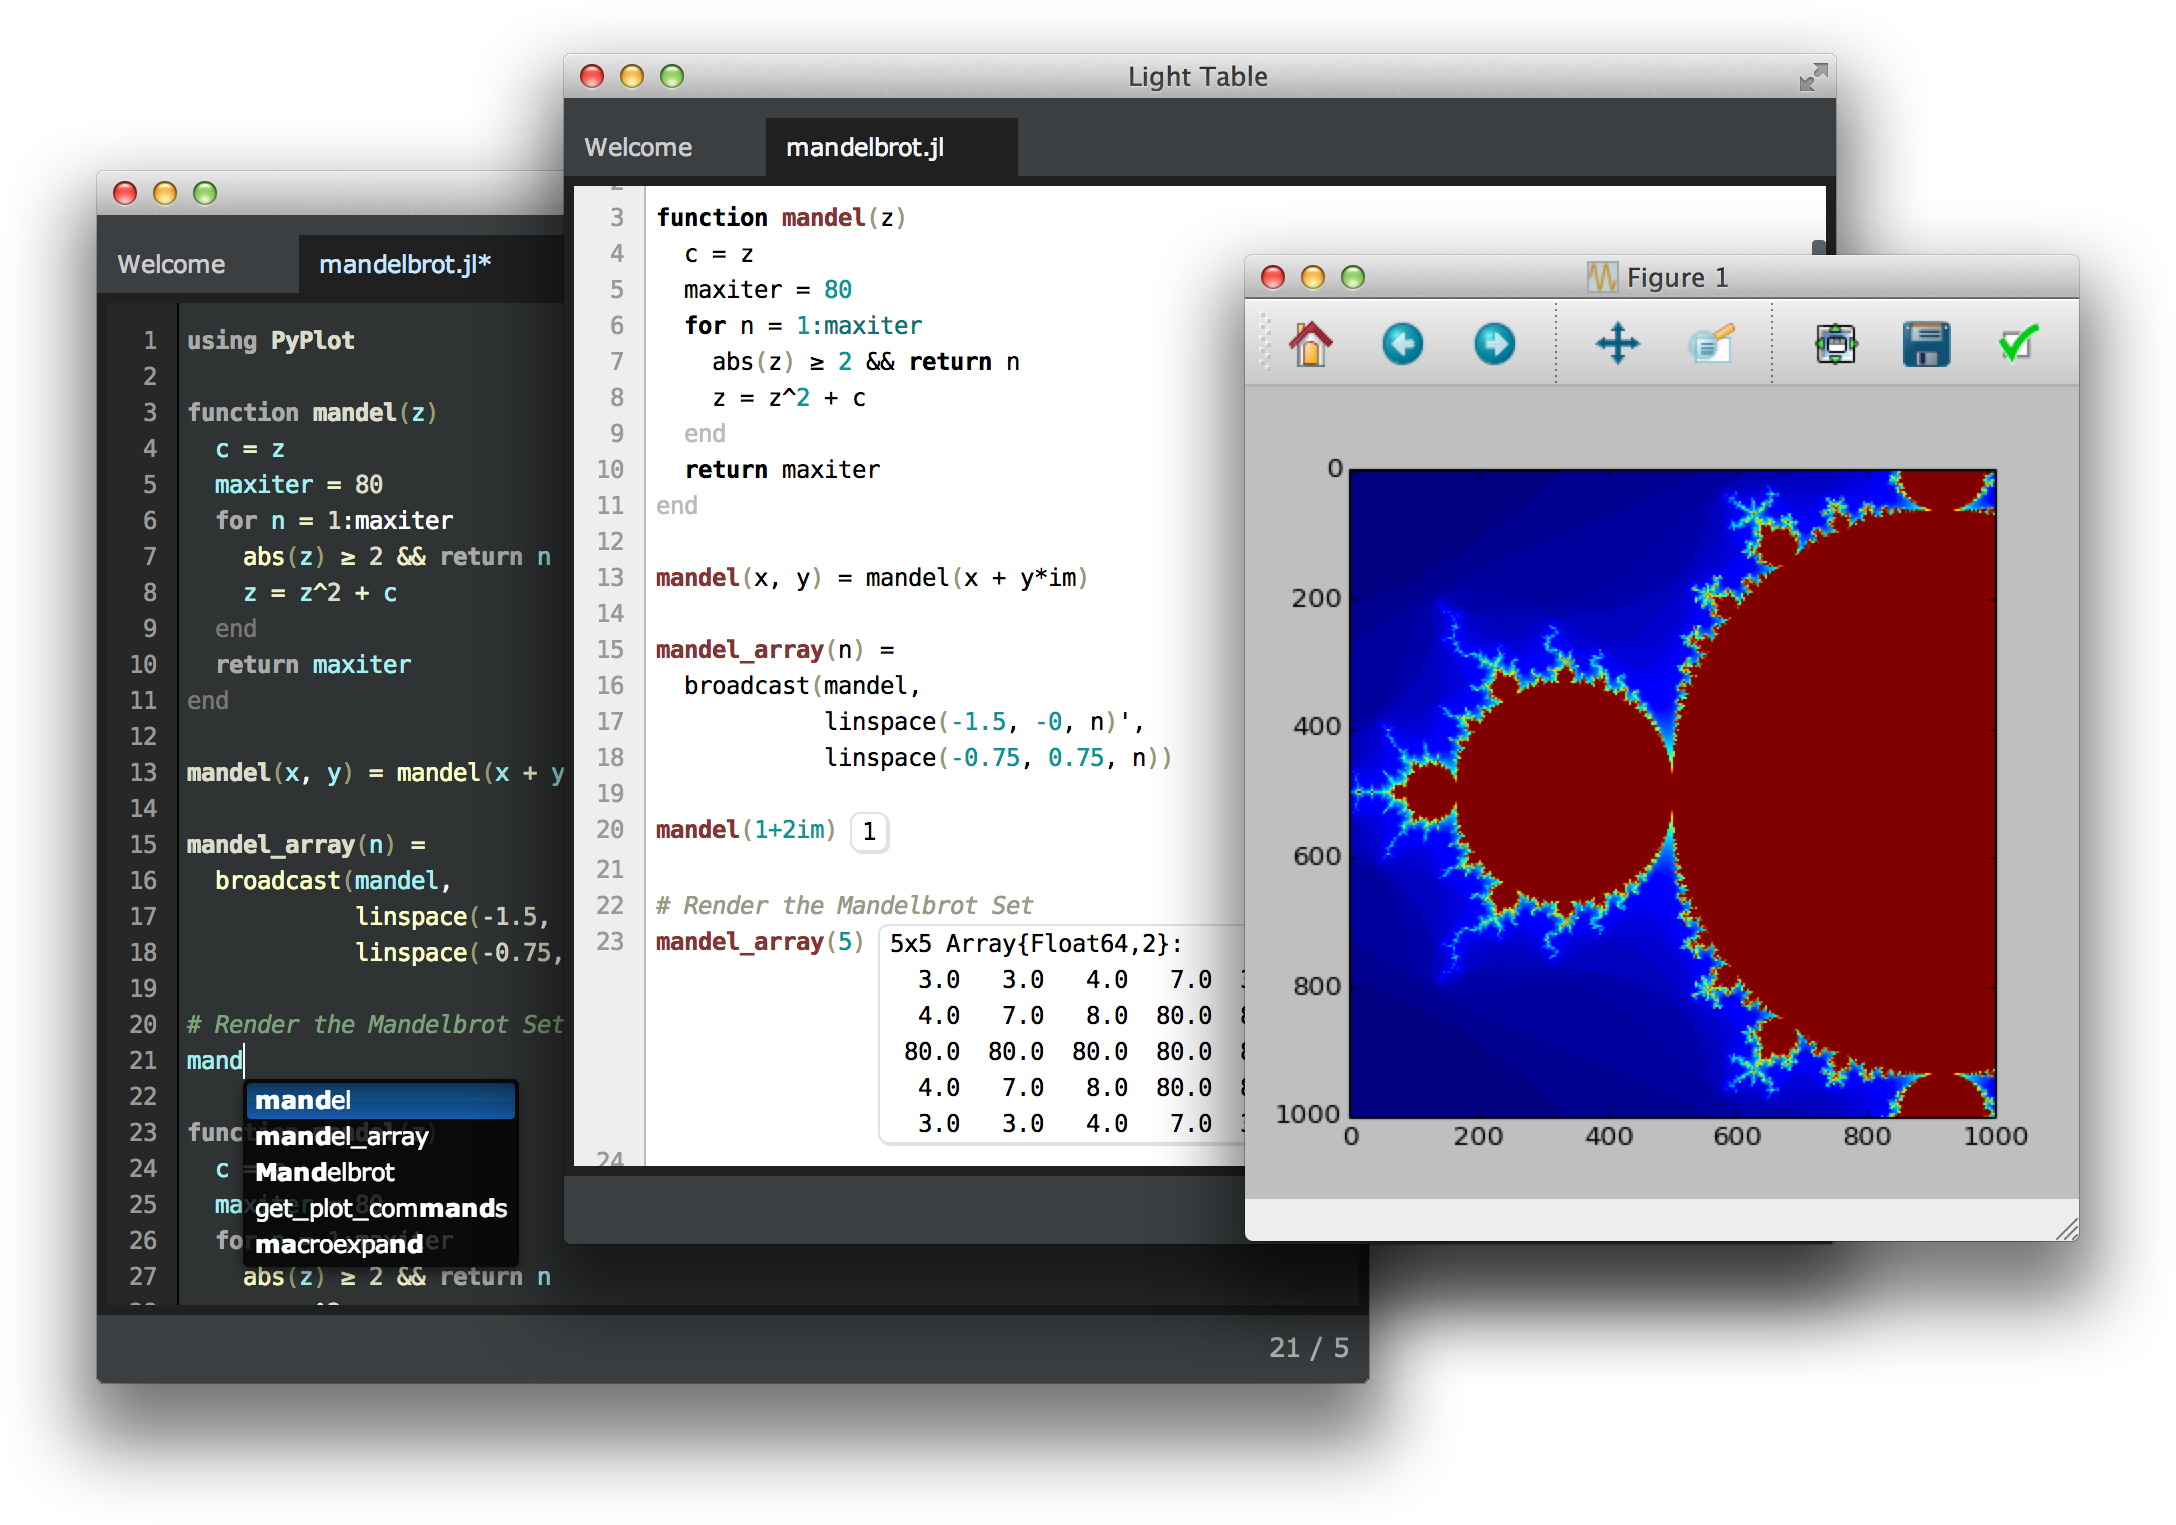 Welcome
mandelbrot.jl*
1 using PyPlot
2
3 function mandel(z)
4 c = z
5 maxiter = 80
6 for n = 1:maxiter
7 abs(z) ≥ 2 && return n
8 z = z^2 + c
9 end
10 return maxiter
11 end
12
13 mandel(x, y) = mandel(x + y
14
15 mandel_array(n) =
16 broadcast(mandel,
17 linspace(-1.5,
18 linspace(-0.75,
19
20 # Render the Mandelbrot Set
21 mand
22
23 func
24 c
25 ma
26 fo
27 abs(z) ≥ 2 && return n
mandel
mandel_array
Mandelbrot
get_plot_commands
macroexpand
21 / 5
Light Table
Welcome
mandelbrot.jl
3 function mandel(z)
4 c = z
5 maxiter = 80
6 for n = 1:maxiter
7 abs(z) ≥ 2 && return n
8 z = z^2 + c
9 end
10 return maxiter
11 end
12
13 mandel(x, y) = mandel(x + y*im)
14
15 mandel_array(n) =
16 broadcast(mandel,
17 linspace(-1.5, -0, n)',
18 linspace(-0.75, 0.75, n))
19
20 mandel(1+2im) 1
21
22 # Render the Mandelbrot Set
23 mandel_array(5) 5x5 Array{Float64,2}:
3.0 3.0 4.0 7.0
4.0 7.0 8.0 80.0
80.0 80.0 80.0 80.0
4.0 7.0 8.0 80.0
3.0 3.0 4.0 7.0
24
Figure 1
0
200
400
600
800
1000
0 200 400 600 800 1000